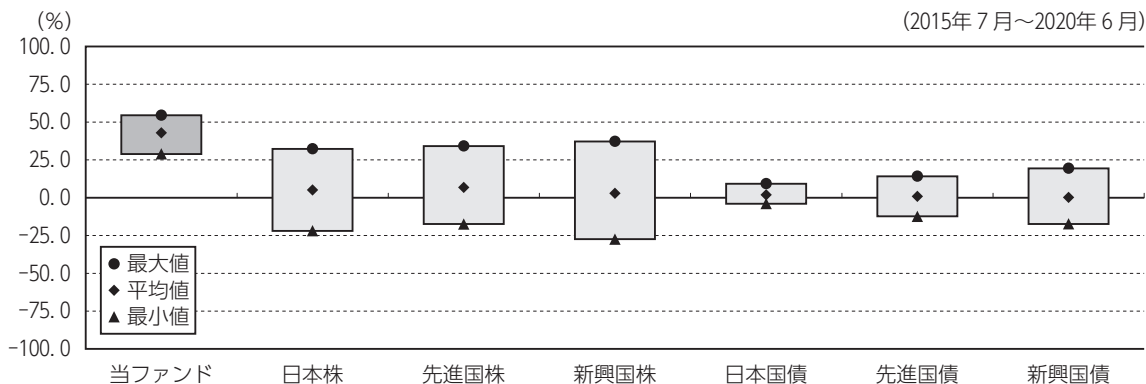 (%)
(2015年7月～2020年6月)
100.0
75.0
50.0
25.0
0.0
-25.0
-50.0
-75.0
-100.0
● 最大値
◆ 平均値
▲ 最小値
当ファンド 日本株 先進国株 新興国株 日本国債 先進国債 新興国債